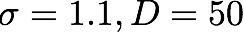 σ = 1.1, D = 50